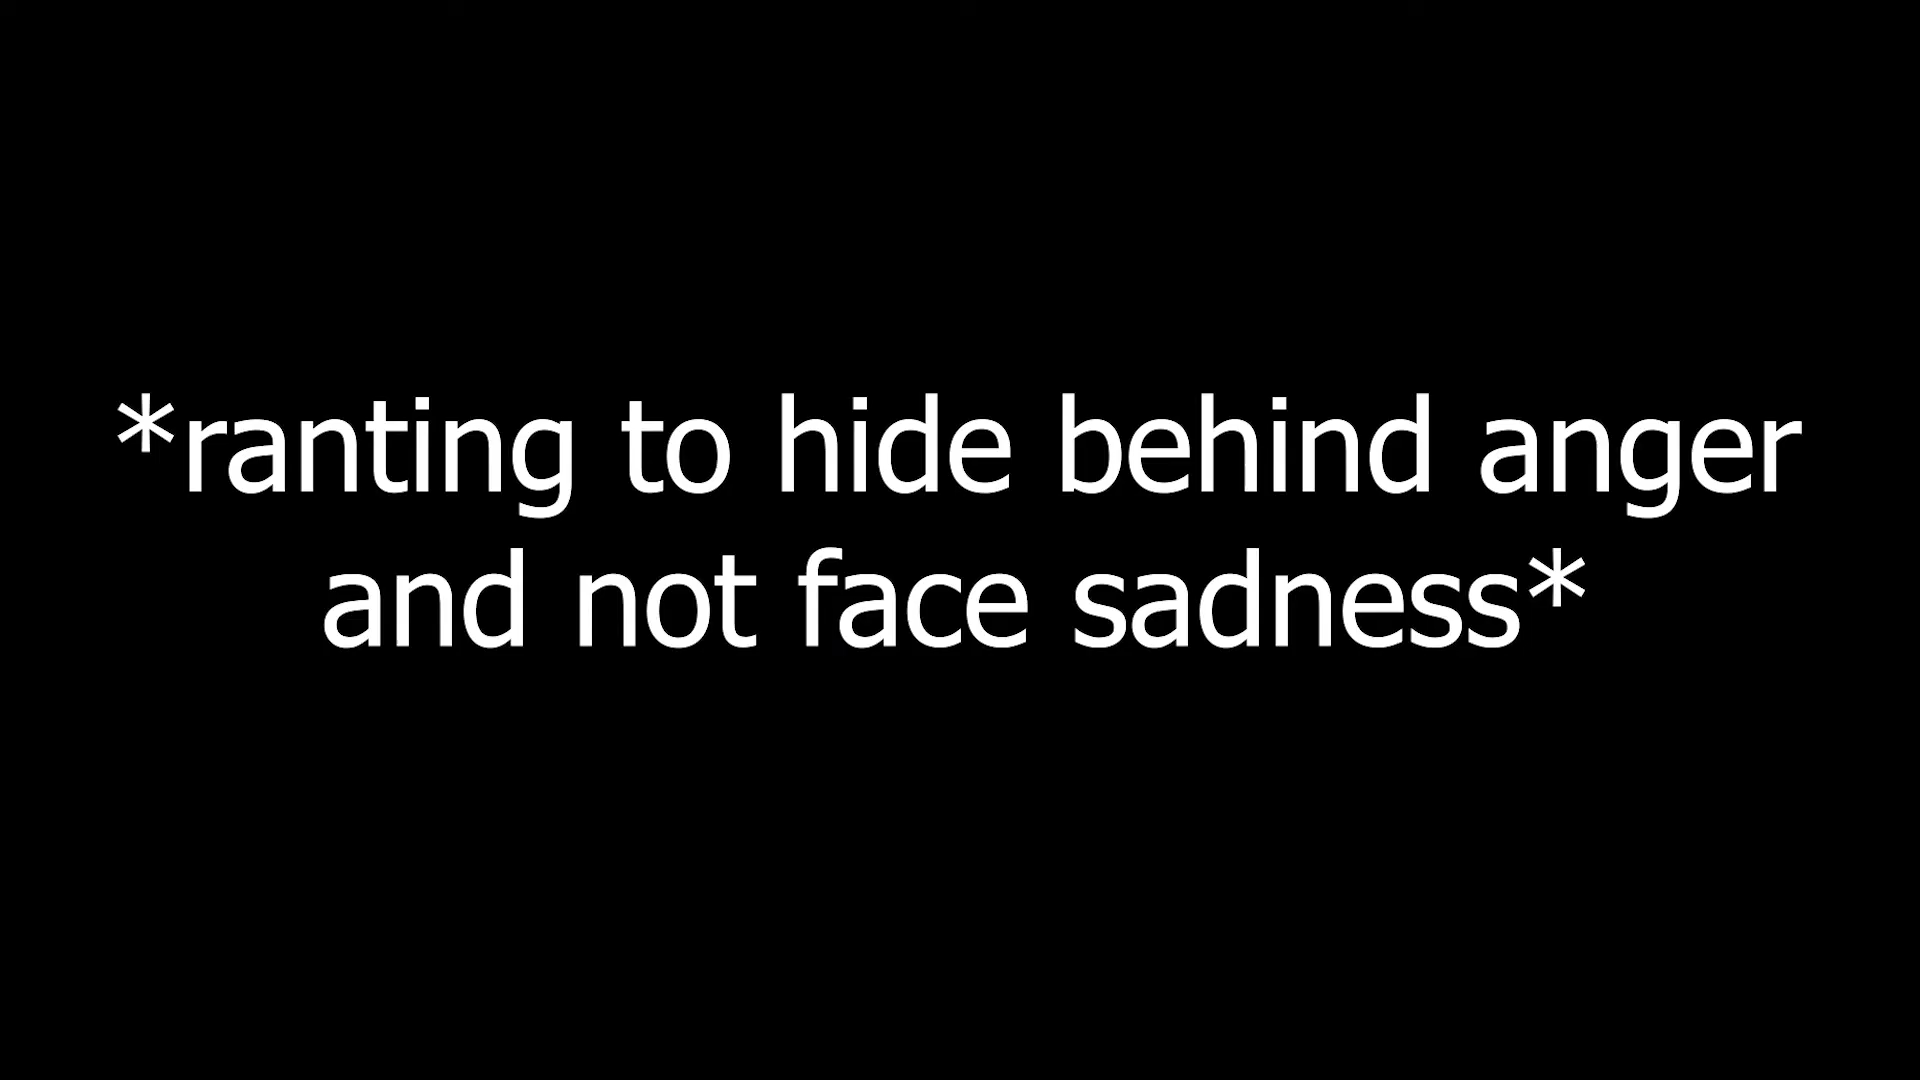 *ranting to hide behind anger
and not face sadness*